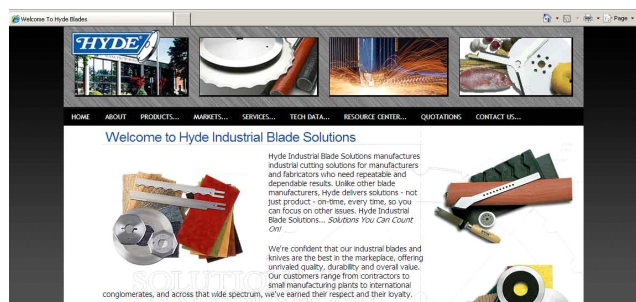 Welcome To Hyde Blades
Page
HYDE
HOME ABOUT PRODUCTS... MARKETS... SERVICES... TECH DATA... RESOURCE CENTER... QUOTATIONS CONTACT US...
Welcome to Hyde Industrial Blade Solutions
Hyde Industrial Blade Solutions manufactures
industrial cutting solutions for manufacturers
and fabricators who need repeatable and
dependable results. Unlike other blade
manufacturers, Hyde delivers solutions - not
just product - on-time, every time, so you
can focus on other issues. Hyde Industrial
Blade Solutions... Solutions You Can Count
On!
We're confident that our industrial blades and
knives are the best in the markeplace, offering
unrivaled quality, durability and overall value.
Our customers range from contractors to
small manufacturing plants to international
conglomerates, and across that wide spectrum, we've earned their respect and their loyalty.